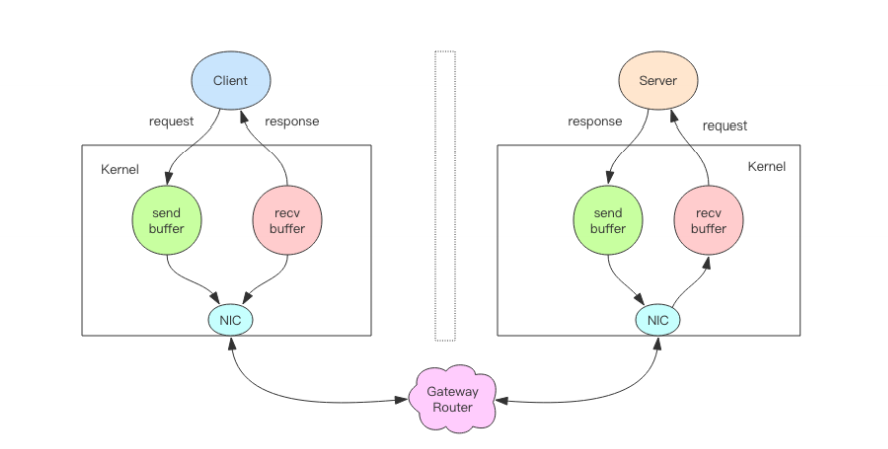 Client
Server
request
response
response
request
Kernel
Kernel
send
buffer
recv
buffer
send
buffer
recv
buffer
NIC
NIC
Gateway
Router